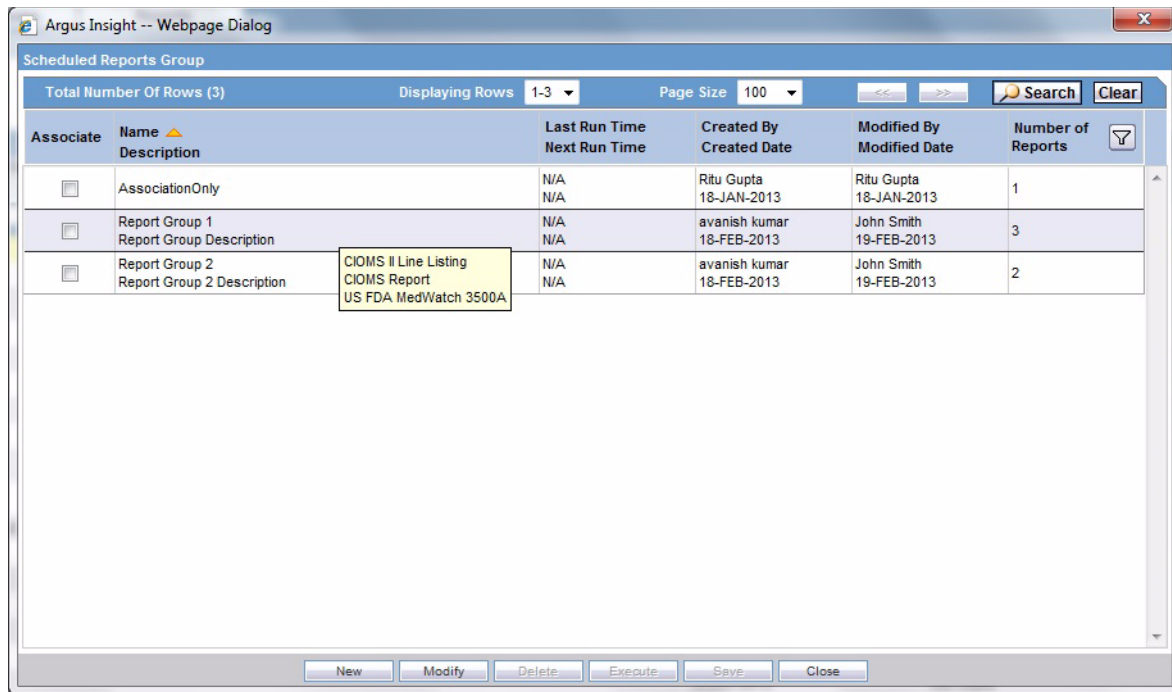 Argus Insight -- Webpage Dialog
X
Scheduled Reports Group
Total Number Of Rows (3) Displaying Rows 1-3 Page Size 100 << >> Search Clear
Associate Name Last Run Time Created By Modified By Number of
Description Next Run Time Created Date Modified Date Reports
AssociationOnly N/A Ritu Gupta Ritu Gupta 1
N/A 18-JAN-2013 18-JAN-2013
Report Group 1 N/A avanish kumar John Smith 3
Report Group Description N/A 18-FEB-2013 19-FEB-2013
Report Group 2 N/A avanish kumar John Smith 2
Report Group 2 Description N/A 18-FEB-2013 19-FEB-2013
CIOMS II Line Listing
CIOMS Report
US FDA MedWatch 3500A
New Modify Delete Execute Save Close